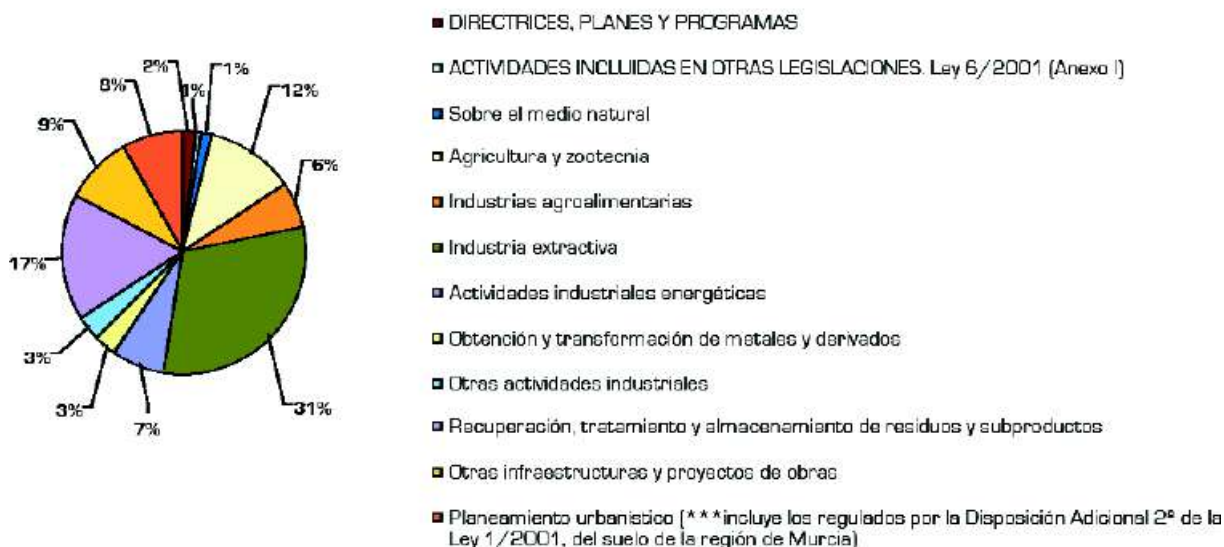 2%
1%
1%
12%
6%
31%
7%
3%
3%
17%
9%
8%
DIRECTRICES, PLANES Y PROGRAMAS
ACTIVIDADES INCLUIDAS EN OTRAS LEGISLACIONES. Ley 6/2001 (Anexo I)
Sobre el medio natural
Agricultura y zootecnia
Industrias agroalimentarias
Industria extractiva
Actividades industriales energéticas
Obtención y transformación de metales y derivados
Otras actividades industriales
Recuperación, tratamiento y almacenamiento de residuos y subproductos
Otras infraestructuras y proyectos de obras
Planeamiento urbanistico (***incluye los regulados por la Disposición Adicional 2ª de la
Ley 1/2001, del suelo de la región de Murcia)